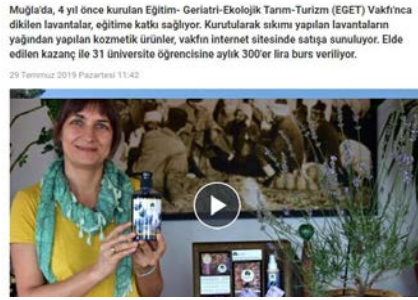 Muğla'da, 4 yıl önce kurulan Eğitim- Geriatri-Ekolojik Tarım-Turizm (EGET) Vakfı'nca
dikilen lavantalar, eğitime katkı sağlıyor. Kurutularak sıkımı yapılan lavantaların
yağından yapılan kozmetik ürünler, vakfın internet sitesinde satışa sunuluyor. Elde
edilen kazanç ile 31 üniversite öğrencisine aylık 300'er lira burs veriliyor.
29 Temmuz 2019 Pazartesi 11:42